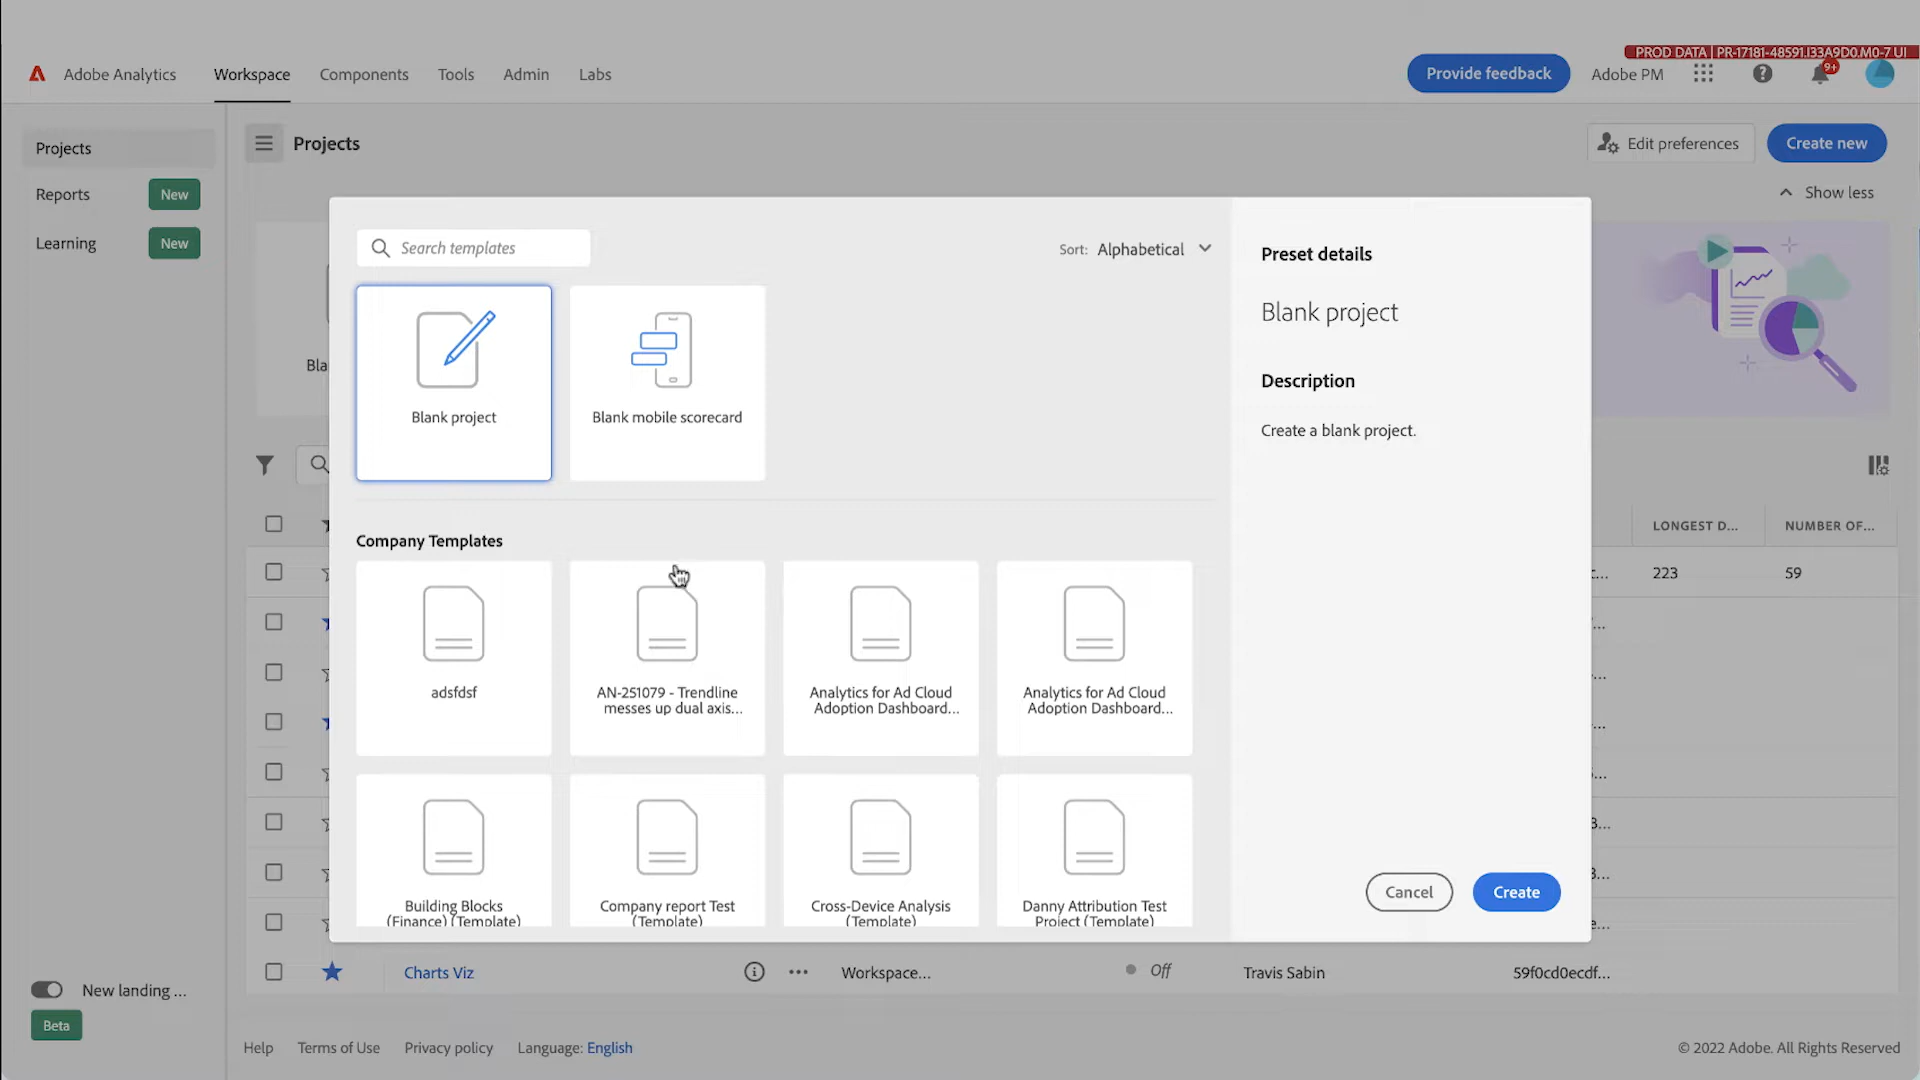 PROD DATA | PR-17181-48591.I33A9D0.M0-7 UI
Adobe Analytics
Workspace
Components
Tools
Admin
Labs
Provide feedback
Adobe PM
9+
Projects
Reports
New
Learning
New
Projects
Edit preferences
Create new
Show less
Search templates
Sort: Alphabetical
Bla
Blank project
Blank mobile scorecard
Preset details
Blank project
Description
Create a blank project.
LONGEST D...
NUMBER OF...
223
59
Company Templates
adsfdsf
AN-251079 - Trendline
messes up dual axis...
Analytics for Ad Cloud
Adoption Dashboard...
Analytics for Ad Cloud
Adoption Dashboard...
Building Blocks
(Finance) (Template)
Company report Test
(Template)
Cross-Device Analysis
(Template)
Danny Attribution Test
Project (Template)
Cancel
Create
Charts Viz
Workspace...
Off
Travis Sabin
59f0cd0ecdf...
New landing ...
Beta
Help
Terms of Use
Privacy policy
Language: English
© 2022 Adobe. All Rights Reserved